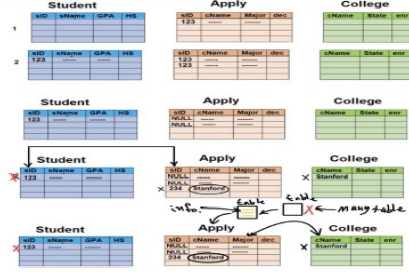 Student Apply College
sID sName GPA HS sID cName Major dec cName State enr
1 123
sID sName GPA HS sID cName Major dec cName State enr
2 123 123
123
Student Apply College
sID sName GPA HS sID cName Major dec cName State enr
123 NULL
NULL
Student Apply College
sID sName GPA HS sID cName Major dec cName State enr
123 NULL X Stanford
NULL
X 234 Stanford
info. table table X many table
Student Apply College
sID sName GPA HS sID cName Major dec cName State enr
X 123 NULL X Stanford
NULL
234 Stanford